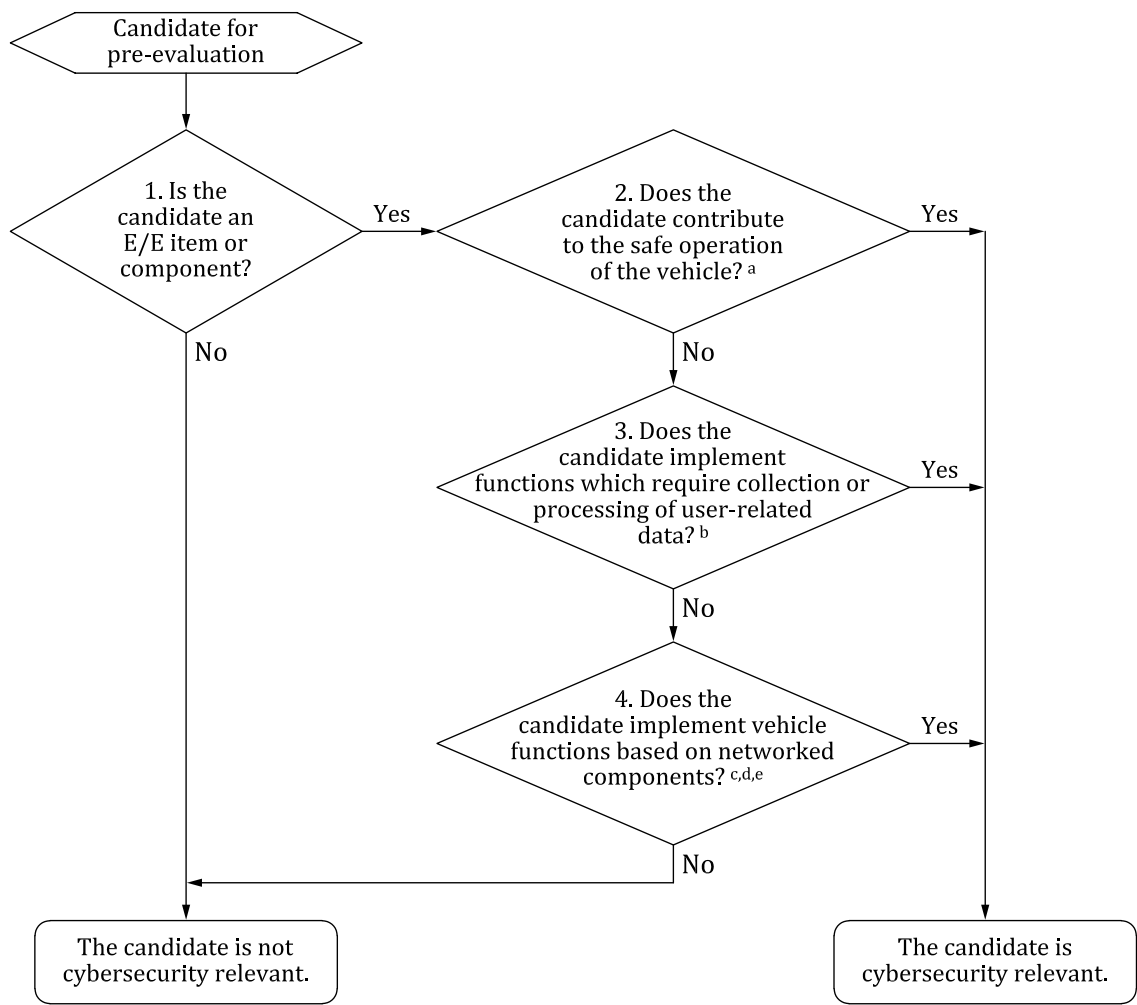 Candidate for
pre-evaluation
1. Is the
candidate an
E/E item or
component?
Yes
No
2. Does the
candidate contribute
to the safe operation
of the vehicle? a
Yes
No
3. Does the
candidate implement
functions which require collection or
processing of user-related
data? b
Yes
No
4. Does the
candidate implement vehicle
functions based on networked
components? c,d,e
Yes
No
The candidate is not
cybersecurity relevant.
The candidate is
cybersecurity relevant.